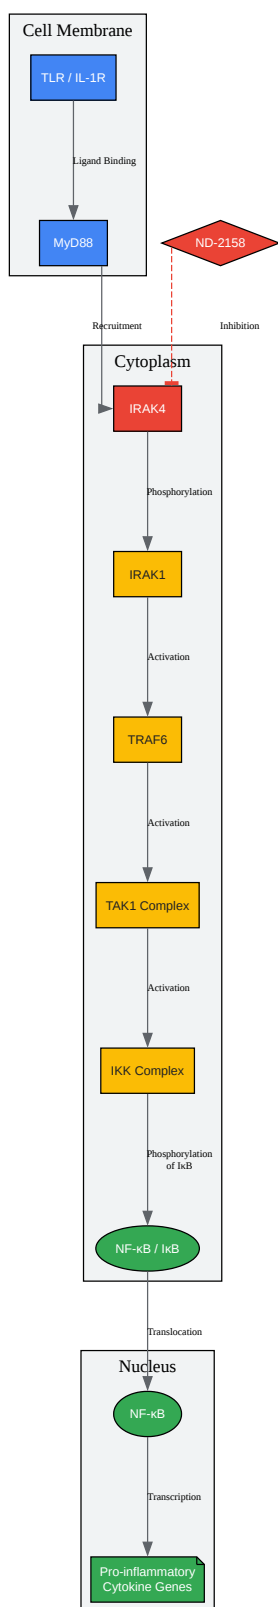 Cell Membrane
TLR / IL-1R
Ligand Binding
MyD88
ND-2158
Recruitment
Inhibition
Cytoplasm
IRAK4
Phosphorylation
IRAK1
Activation
TRAF6
Activation
TAK1 Complex
Activation
IKK Complex
Phosphorylation
of IκB
NF-κB / IκB
Translocation
Nucleus
NF-κB
Transcription
Pro-inflammatory
Cytokine Genes